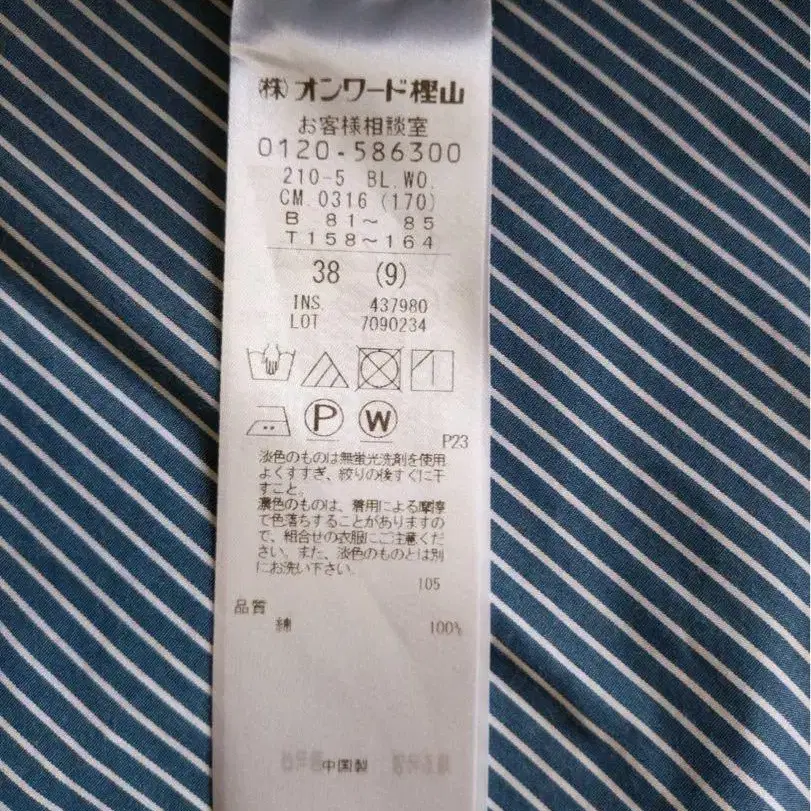 ㈱オンワード樫山
お客様相談室
0120-586300
210-5 BL.WO.
CM.0316 (170)
B 81～ 85
T158～164
38 (9)
INS. 437980
LOT 7090234
P W
P23
淡色のものは無蛍光洗剤を使用
よくすすぎ、絞りの後すぐに干
すこと。
濃色のものは、着用による摩擦
で色落ちすることがありますの
で、組合せの衣服にご注意くだ
さい。また、淡色のものとは別
にお洗い下さい。
105
品質
綿 100%
中国製